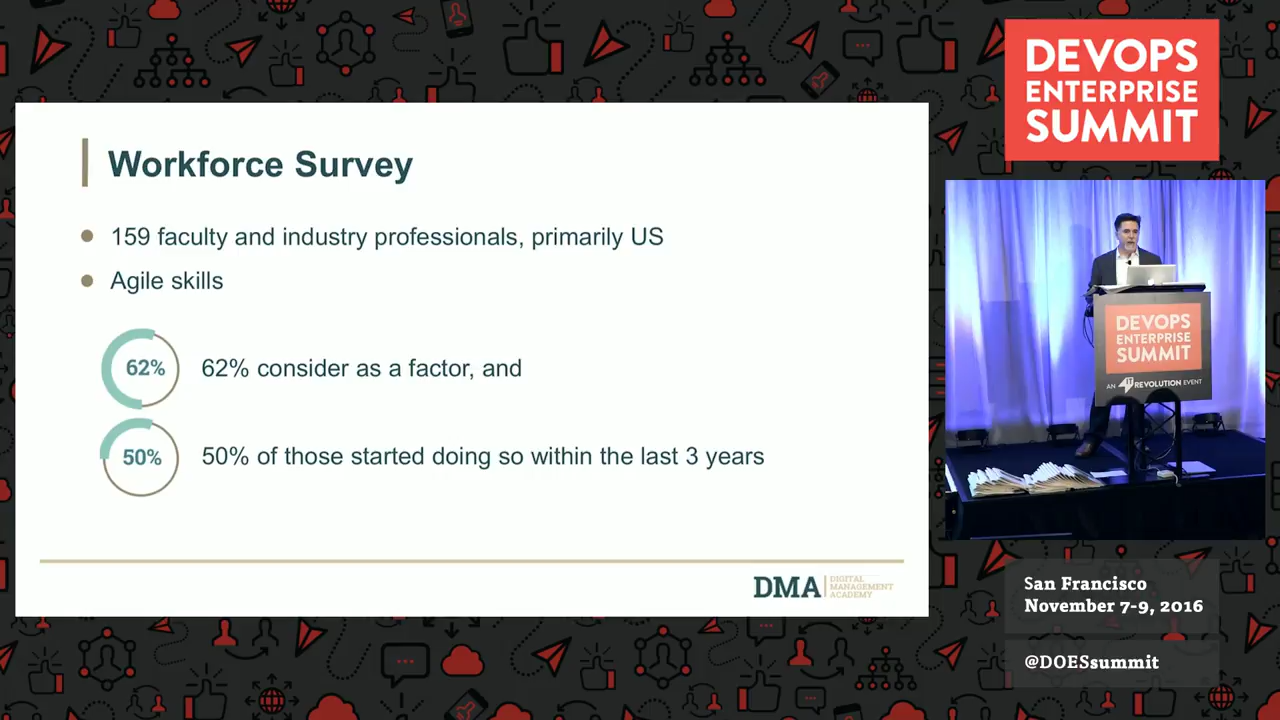 Workforce Survey
159 faculty and industry professionals, primarily US
Agile skills
62%
62% consider as a factor, and
50%
50% of those started doing so within the last 3 years
DMA
DIGITAL
MANAGEMENT
ACADEMY
DEVOPS
ENTERPRISE
SUMMIT
DEVOPS
ENTERPRISE
SUMMIT
AN IT REVOLUTION EVENT
San Francisco
November 7-9, 2016
@DOESsummit